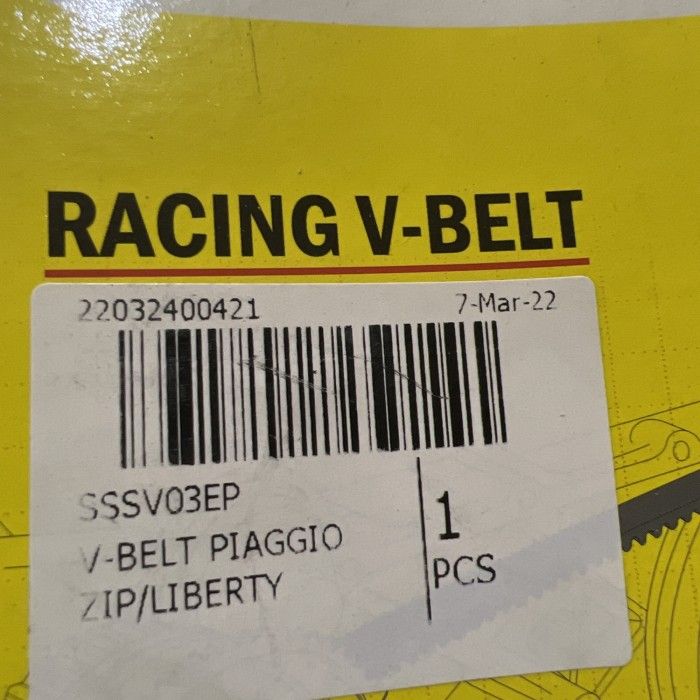 RACING V-BELT
22032400421 7-Mar-22
SSSV03EP
1
V-BELT PIAGGIO
PCS
ZIP/LIBERTY